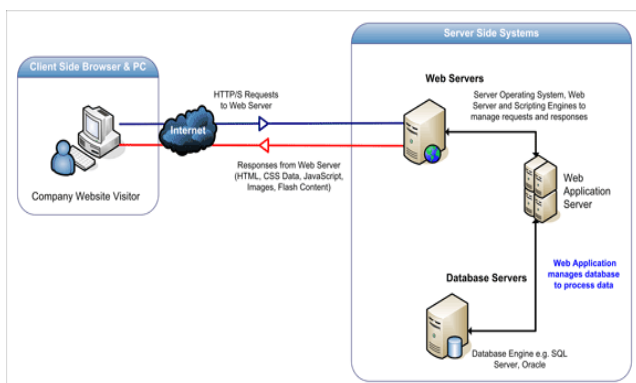 Client Side Browser & PC
Company Website Visitor
HTTP/S Requests
to Web Server
Internet
Responses from Web Server
(HTML, CSS Data, JavaScript,
Images, Flash Content)
Server Side Systems
Web Servers
Server Operating System, Web
Server and Scripting Engines to
manage requests and responses
Web
Application
Server
Web Application
manages database
to process data
Database Servers
Database Engine e.g. SQL
Server, Oracle